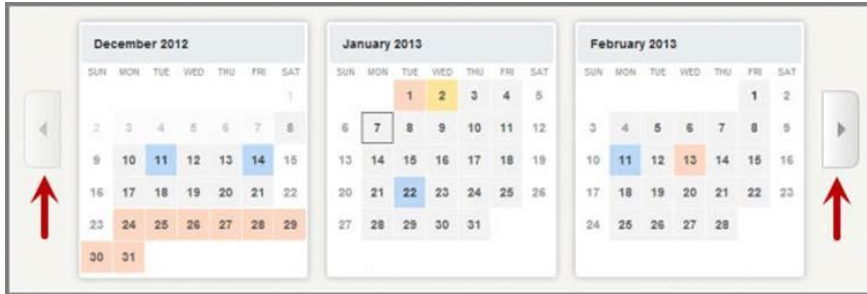 December 2012
SUN MON TUE WED THU FRI SAT
1
2 3 4 5 6 7 8
9 10 11 12 13 14 15
16 17 18 19 20 21 22
23 24 25 26 27 28 29
30 31
January 2013
SUN MON TUE WED THU FRI SAT
1 2 3 4 5
6 7 8 9 10 11 12
13 14 15 16 17 18 19
20 21 22 23 24 25 26
27 28 29 30 31
February 2013
SUN MON TUE WED THU FRI SAT
1 2
3 4 5 6 7 8 9
10 11 12 13 14 15 16
17 18 19 20 21 22 23
24 25 26 27 28